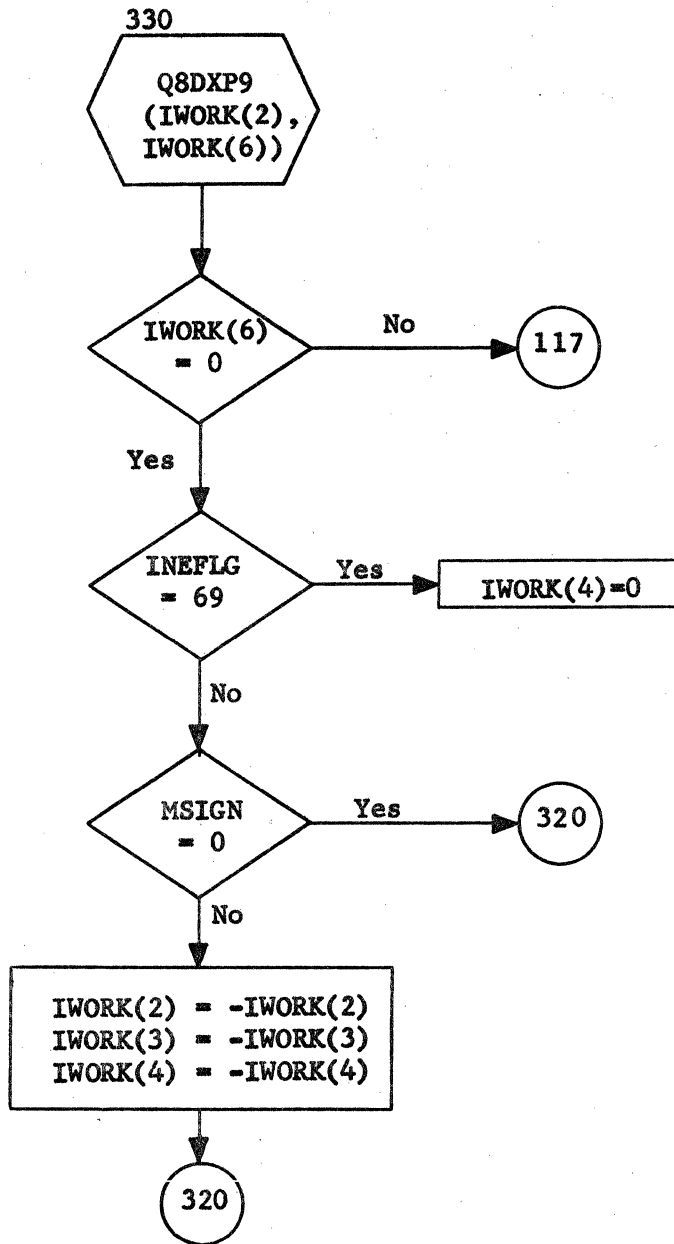 330
Q8DXP9
(IWORK(2),
IWORK(6))
IWORK(6)
= 0
No
117
Yes
INEFLG
= 69
Yes
IWORK(4)=0
No
MSIGN
= 0
Yes
320
No
IWORK(2) = -IWORK(2)
IWORK(3) = -IWORK(3)
IWORK(4) = -IWORK(4)
320